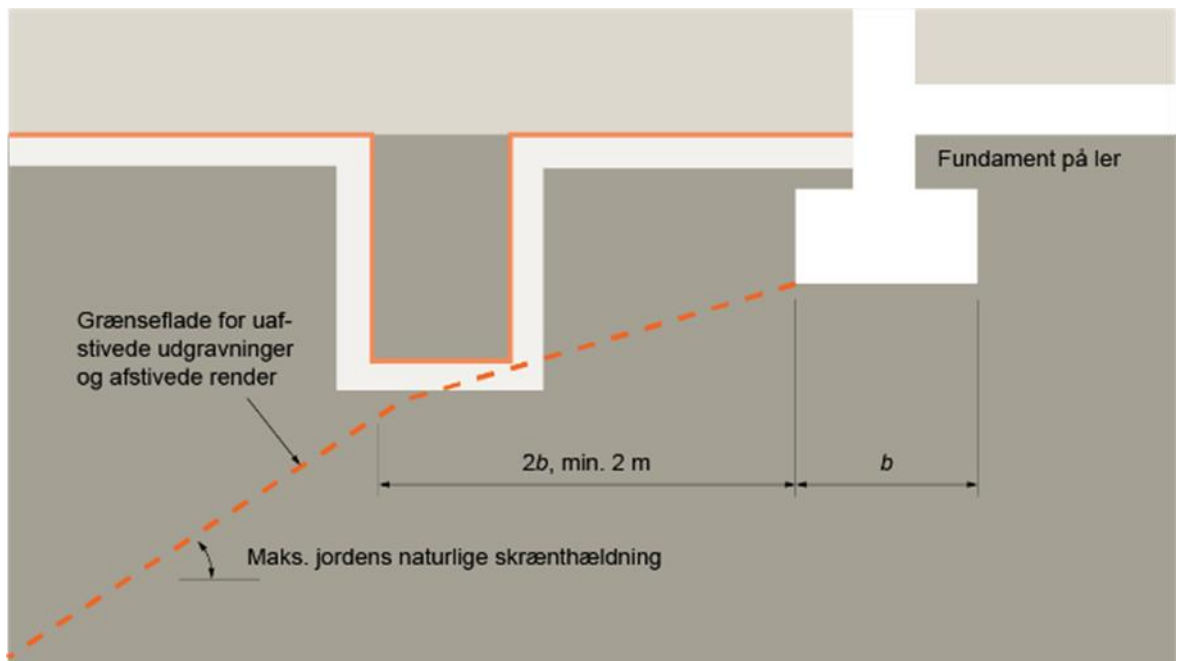 Fundament på ler
Grænseflade for uaf-
stivede udgravninger
og afstivede render
2b, min. 2 m
b
Maks. jordens naturlige skrænthældning